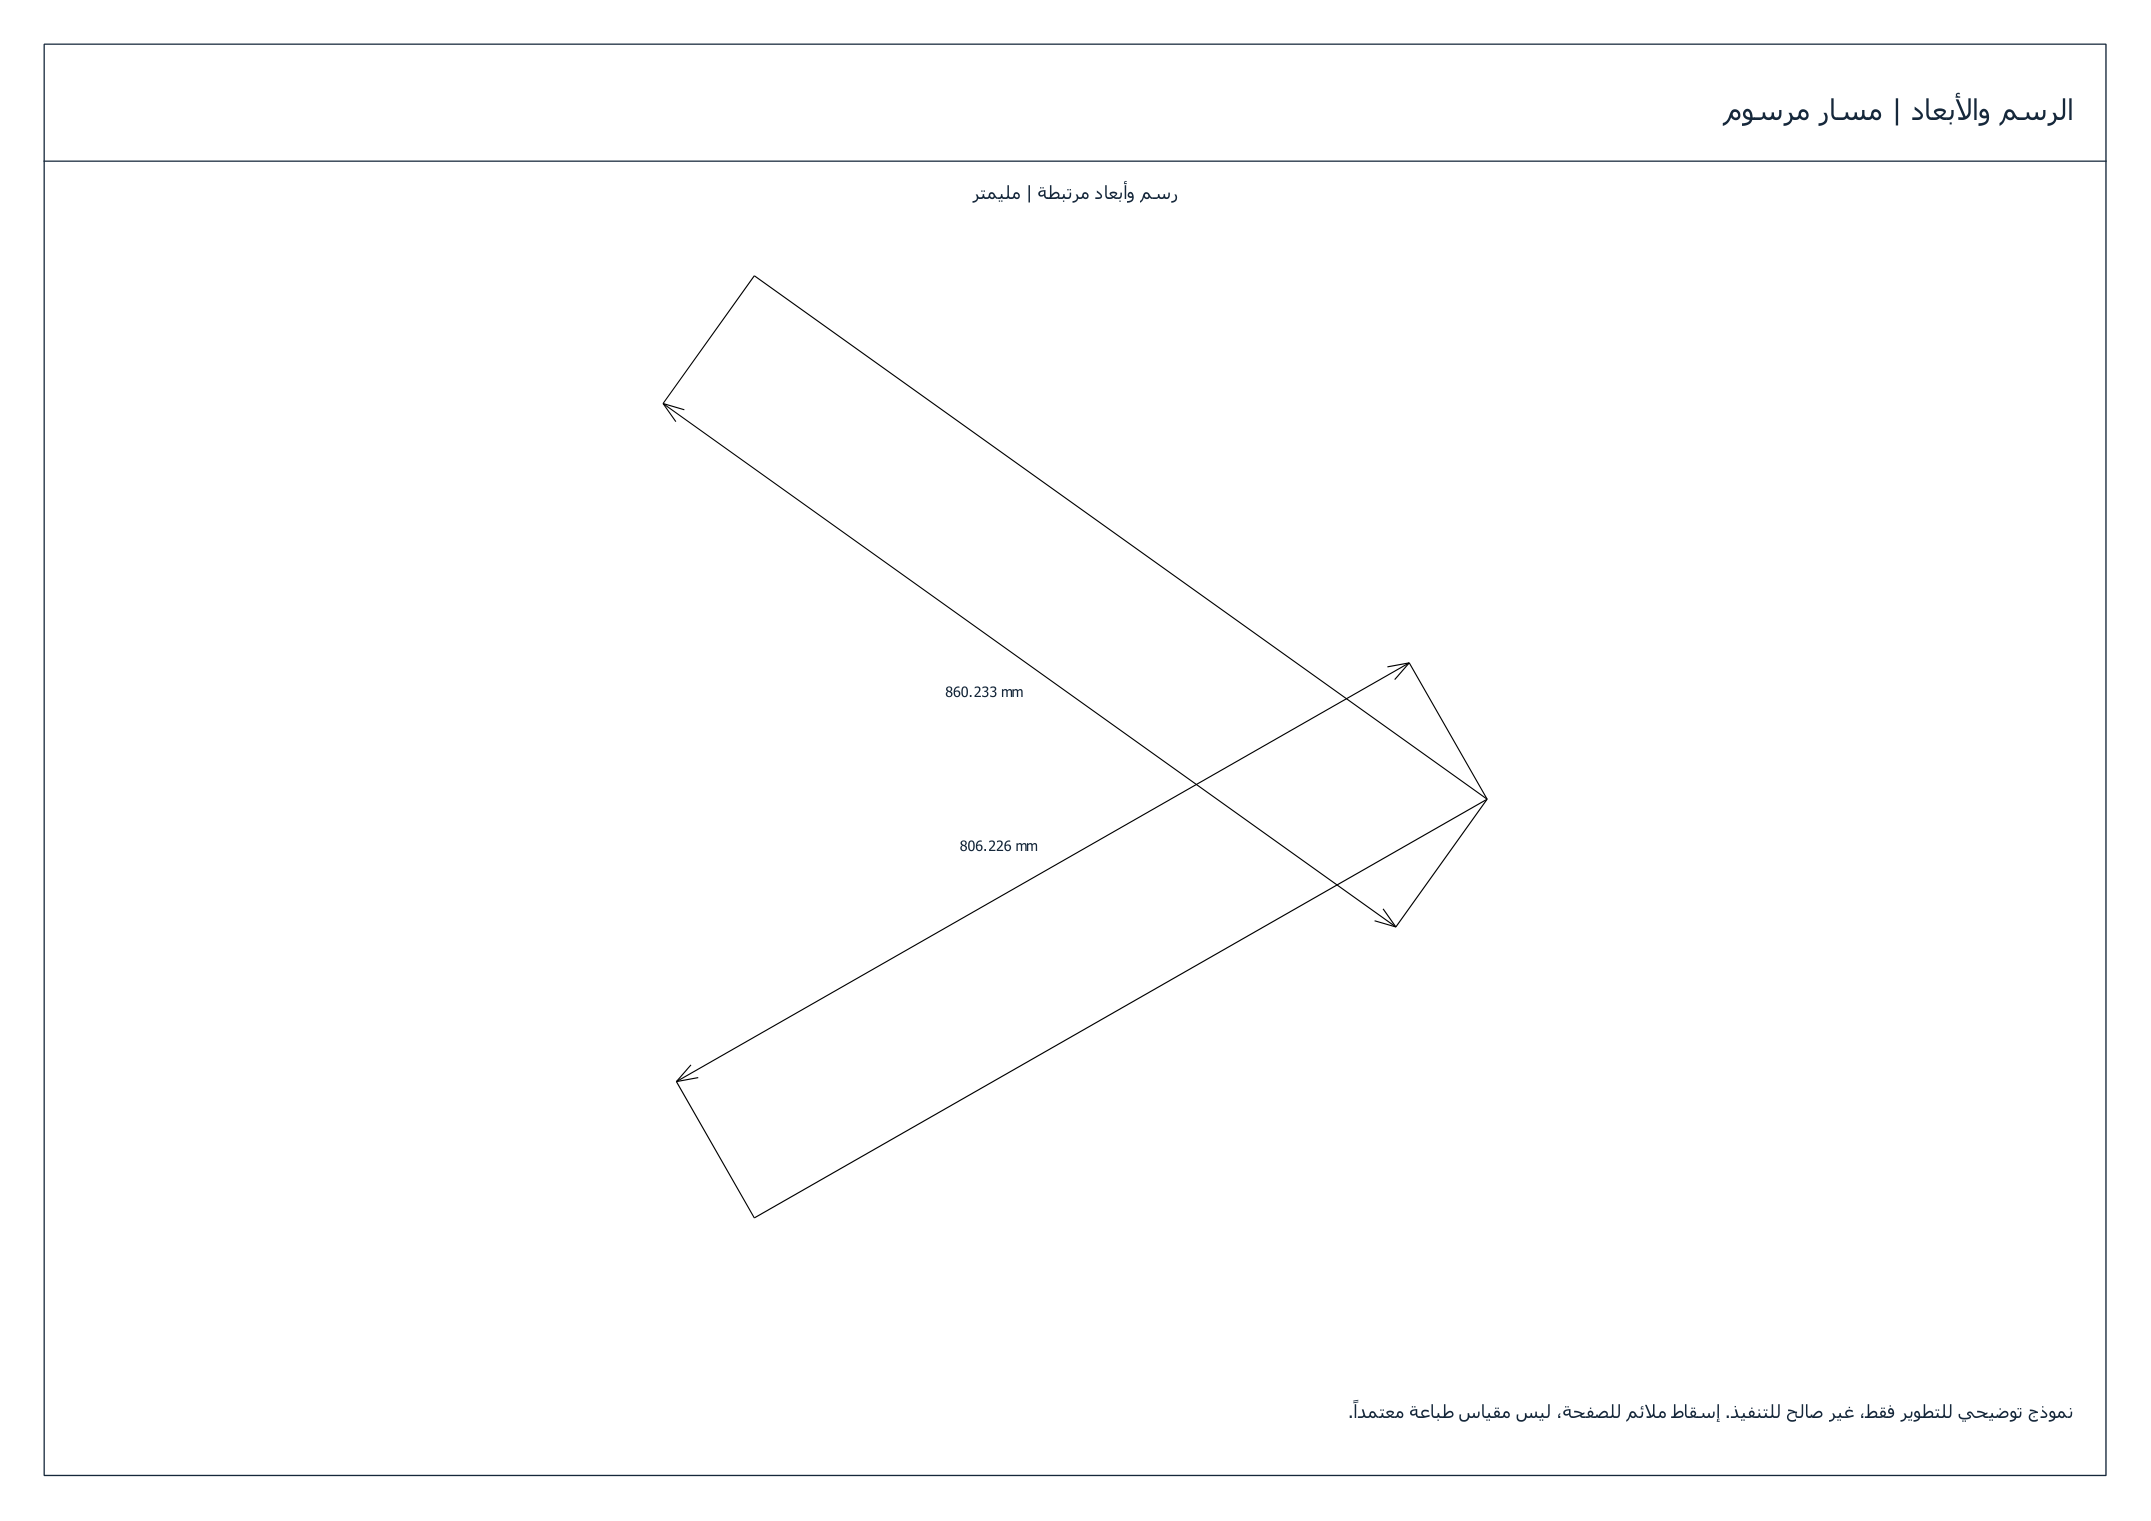 الرسم والأبعاد | مسار مرسوم
رسم وأبعاد مرتبطة | مليمتر
860.233 mm
806.226 mm
نموذج توضيحي للتطوير فقط، غير صالح للتنفيذ. إسقاط ملائم للصفحة، ليس مقياس طباعة معتمداً.